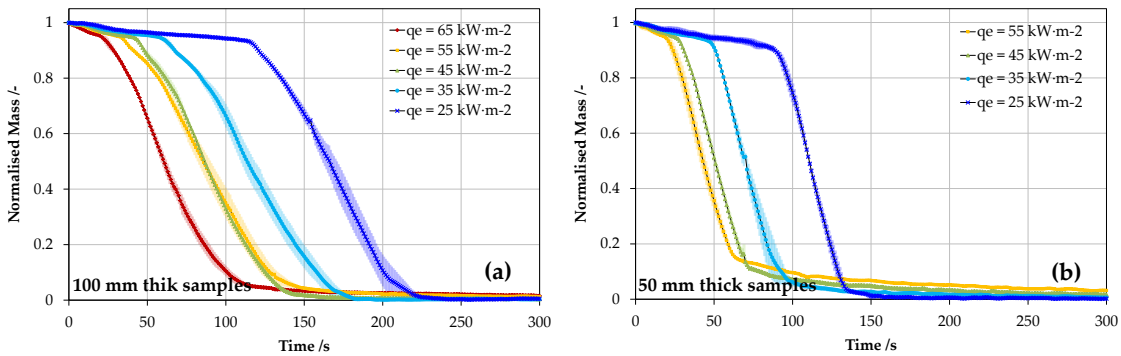 1
0.8
0.6
0.4
0.2
0
Normalised Mass /-
qe = 65 kW·m-2
qe = 55 kW·m-2
qe = 45 kW·m-2
qe = 35 kW·m-2
qe = 25 kW·m-2
(a)
100 mm thik samples
0 50 100 150 200 250 300
Time /s
1
0.8
0.6
0.4
0.2
0
Normalised Mass /-
qe = 55 kW·m-2
qe = 45 kW·m-2
qe = 35 kW·m-2
qe = 25 kW·m-2
(b)
50 mm thick samples
0 50 100 150 200 250 300
Time /s